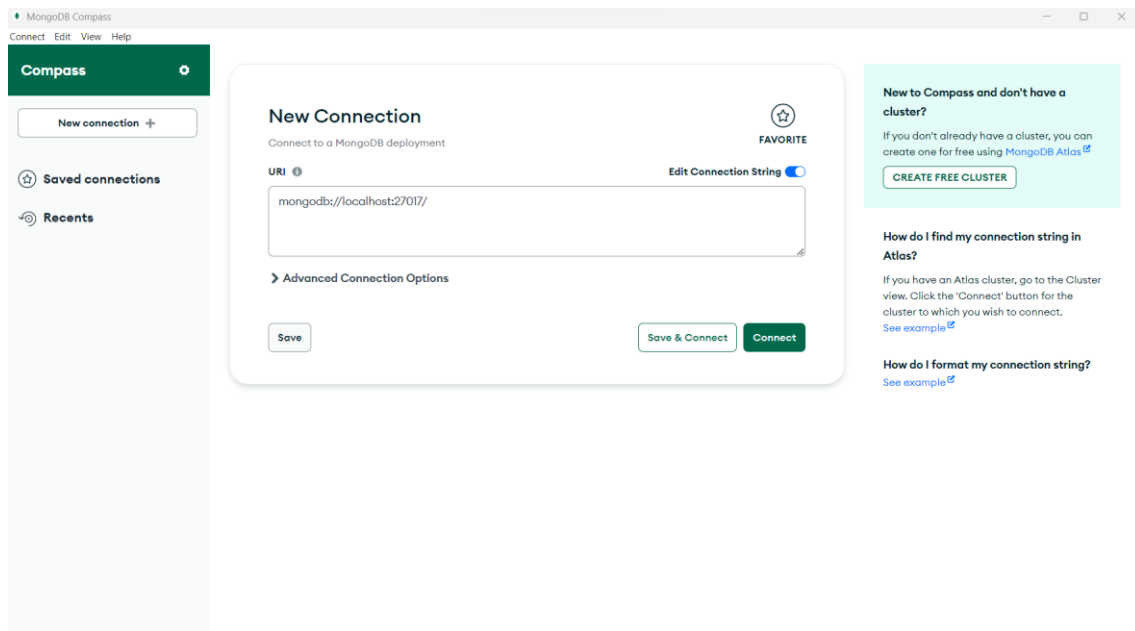 MongoDB Compass
Connect Edit View Help
Compass
New connection
Saved connections
Recents
New Connection
Connect to a MongoDB deployment
FAVORITE
URI
Edit Connection String
mongodb://localhost:27017/
Advanced Connection Options
Save
Save & Connect
Connect
New to Compass and don't have a
cluster?
If you don't already have a cluster, you can
create one for free using MongoDB Atlas
CREATE FREE CLUSTER
How do I find my connection string in
Atlas?
If you have an Atlas cluster, go to the Cluster
view. Click the 'Connect' button for the
cluster to which you wish to connect.
See example
How do I format my connection string?
See example